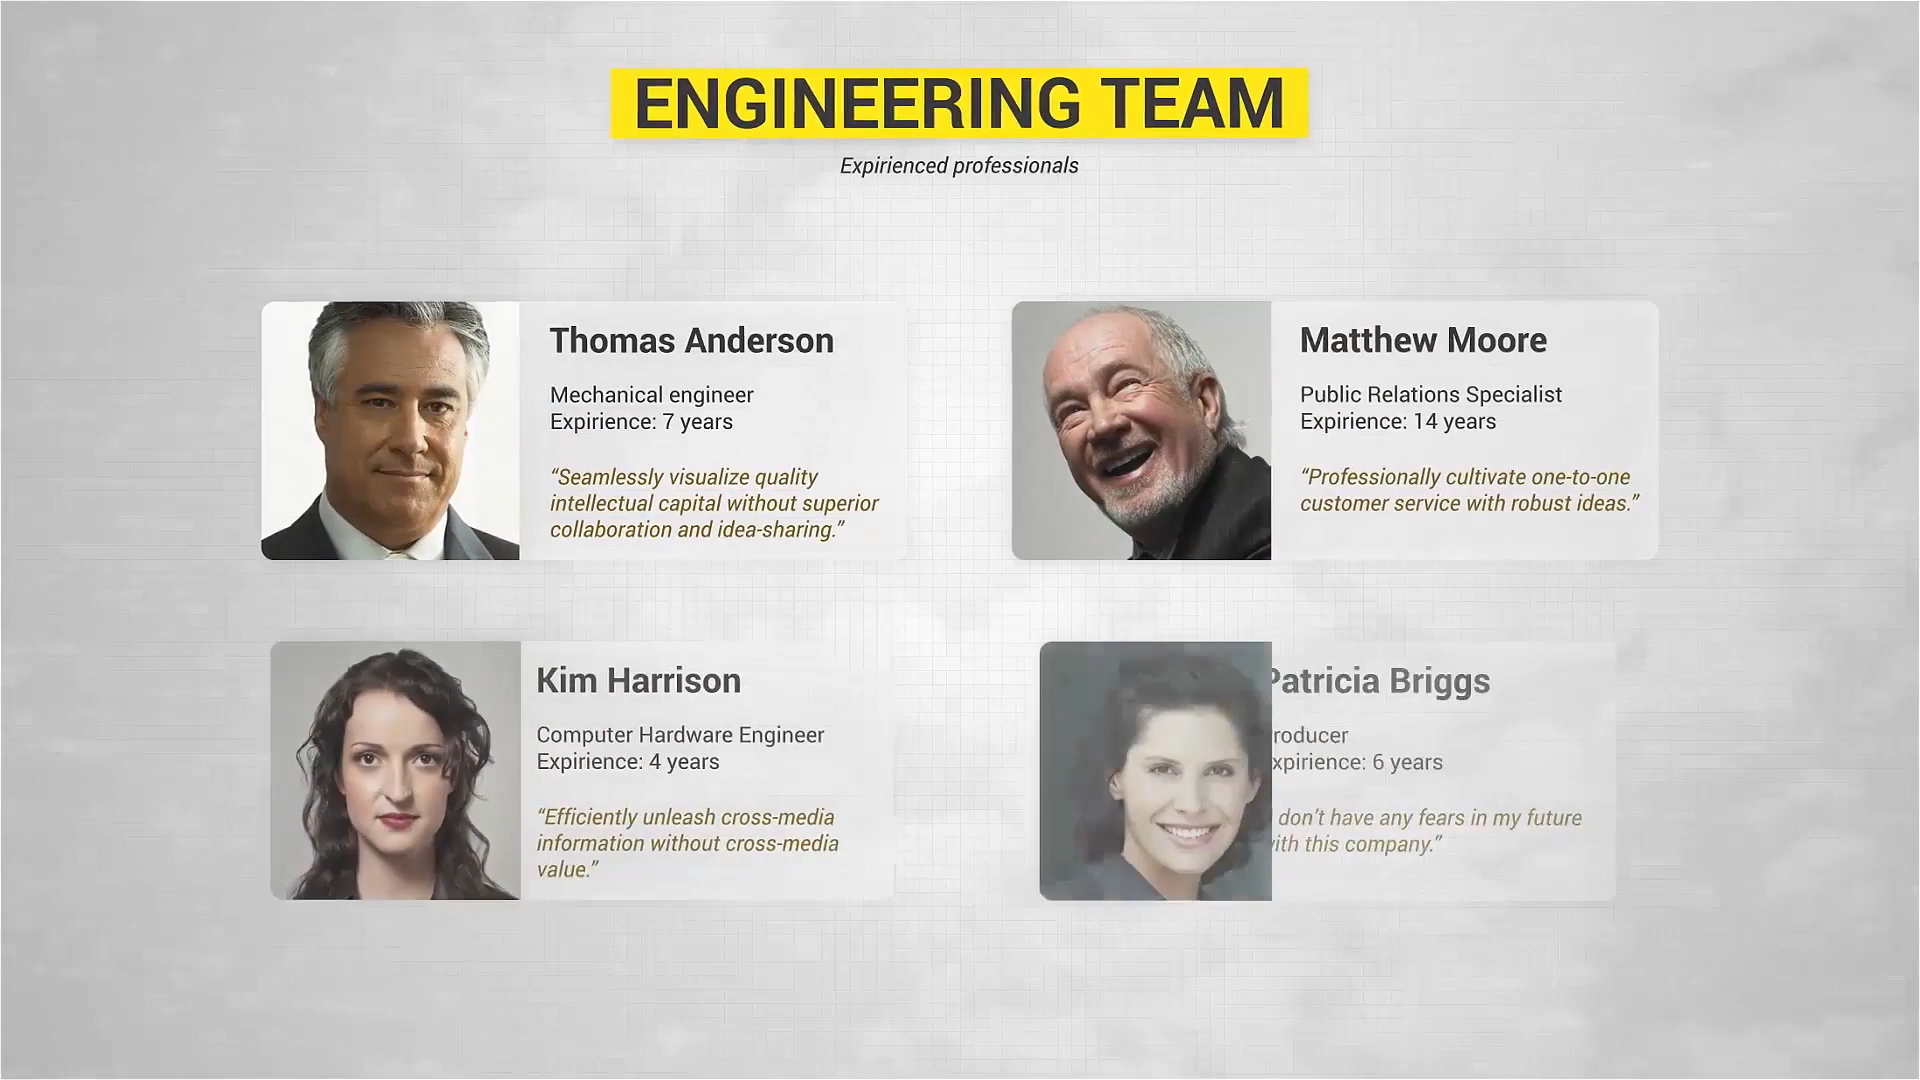 ENGINEERING TEAM
Expirienced professionals
Thomas Anderson
Mechanical engineer
Expirience: 7 years
“Seamlessly visualize quality
intellectual capital without superior
collaboration and idea-sharing.”
Matthew Moore
Public Relations Specialist
Expirience: 14 years
“Professionally cultivate one-to-one
customer service with robust ideas.”
Kim Harrison
Computer Hardware Engineer
Expirience: 4 years
“Efficiently unleash cross-media
information without cross-media
value.”
Patricia Briggs
roducer
xpirience: 6 years
don’t have any fears in my future
ith this company.”